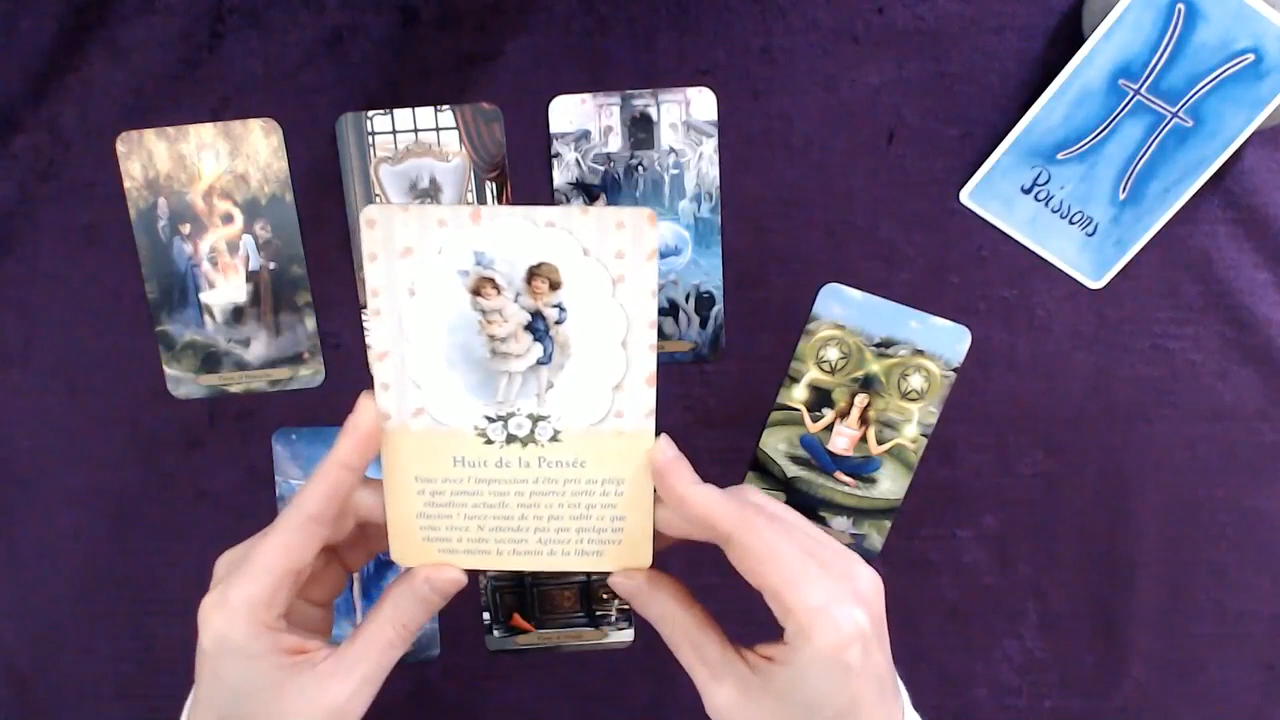 Poissons
Huit de la Pensée
Vous avez l'impression d'être pris au piège
et que jamais vous ne pourrez sortir de la
situation actuelle, mais ce n'est qu'une
illusion ! Jurez-vous de ne pas subir ce que
vous vivez. N'attendez pas que quelqu'un
vienne à votre secours. Agissez et trouvez
vous-même le chemin de la liberté.